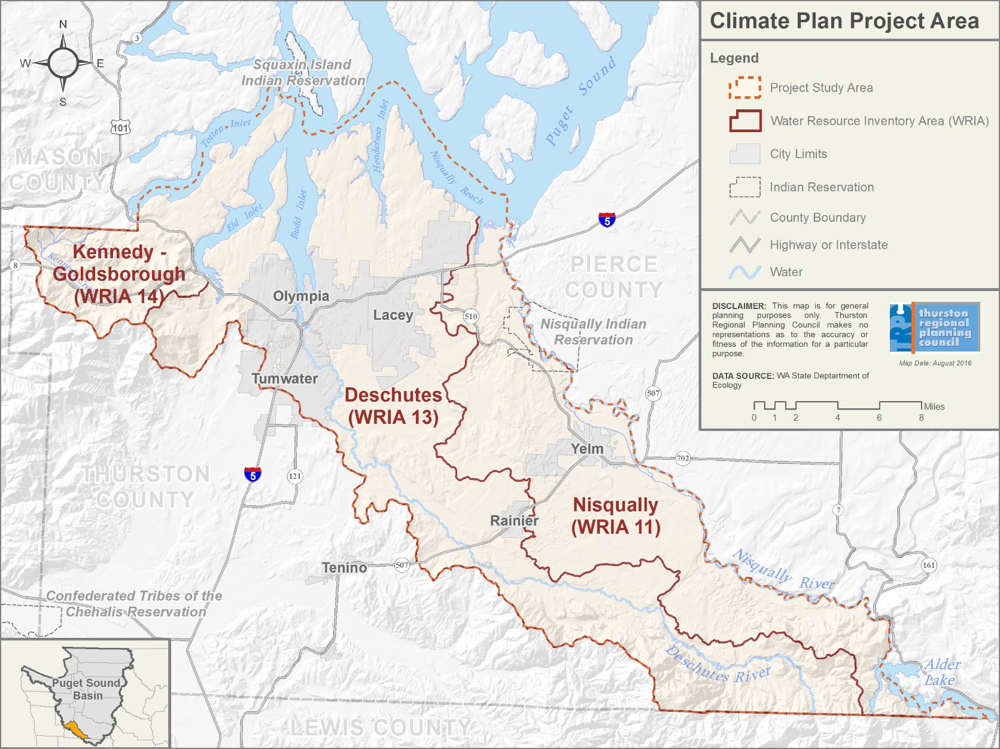 Climate Plan Project Area
Legend
Project Study Area
Water Resource Inventory Area (WRIA)
City Limits
Indian Reservation
County Boundary
Highway or Interstate
Water
DISCLAIMER: This map is for general
planning purposes only. Thurston
Regional Planning Council makes no
representations as to the accuracy or
fitness of the information for a particular
purpose.
DATA SOURCE: WA State Deptartment of
Ecology
TRPC
thurston
regional
planning
council
Map Date: August 2016
0 1 2 4 6 8
Miles
N
W E
S
3
101
Squaxin Island
Indian Reservation
Puget Sound
Totten Inlet
Henderson Inlet
Nisqually Reach
MASON
COUNTY
Eld Inlet
Budd Inlet
5
Kennedy -
Goldsborough
(WRIA 14)
8
PIERCE
COUNTY
Olympia
Lacey
510
Nisqually Indian
Reservation
Tumwater
507
Deschutes
(WRIA 13)
Yelm
702
THURSTON
COUNTY
5
121
Nisqually
(WRIA 11)
7
Rainier
Tenino
507
Nisqually River
161
Confederated Tribes of the
Chehalis Reservation
Deschutes River
Alder
Lake
Puget Sound
Basin
LEWIS COUNTY